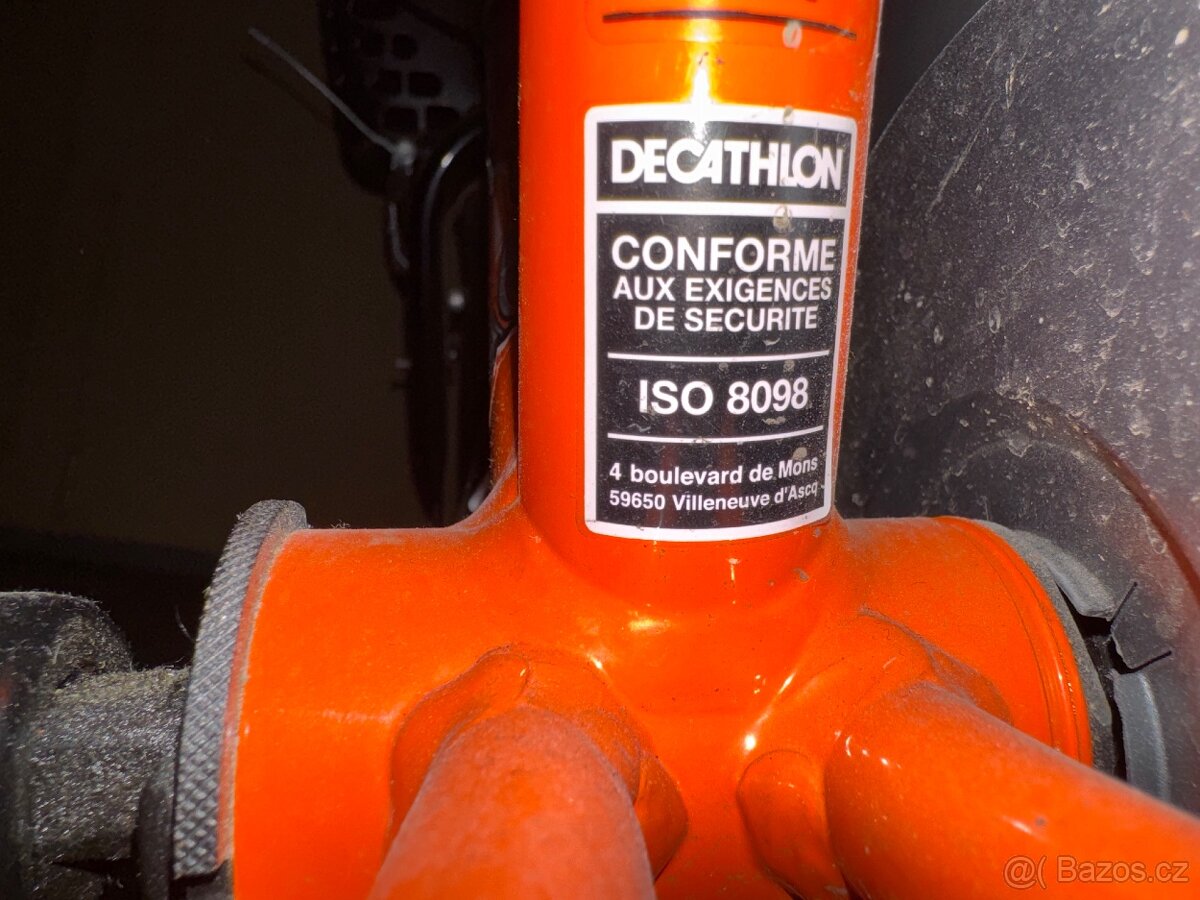 DECATHLON
CONFORME
AUX EXIGENCES
DE SECURITE
ISO 8098
4 boulevard de Mons
59650 Villeneuve d'Ascq
@( Bazos.cz